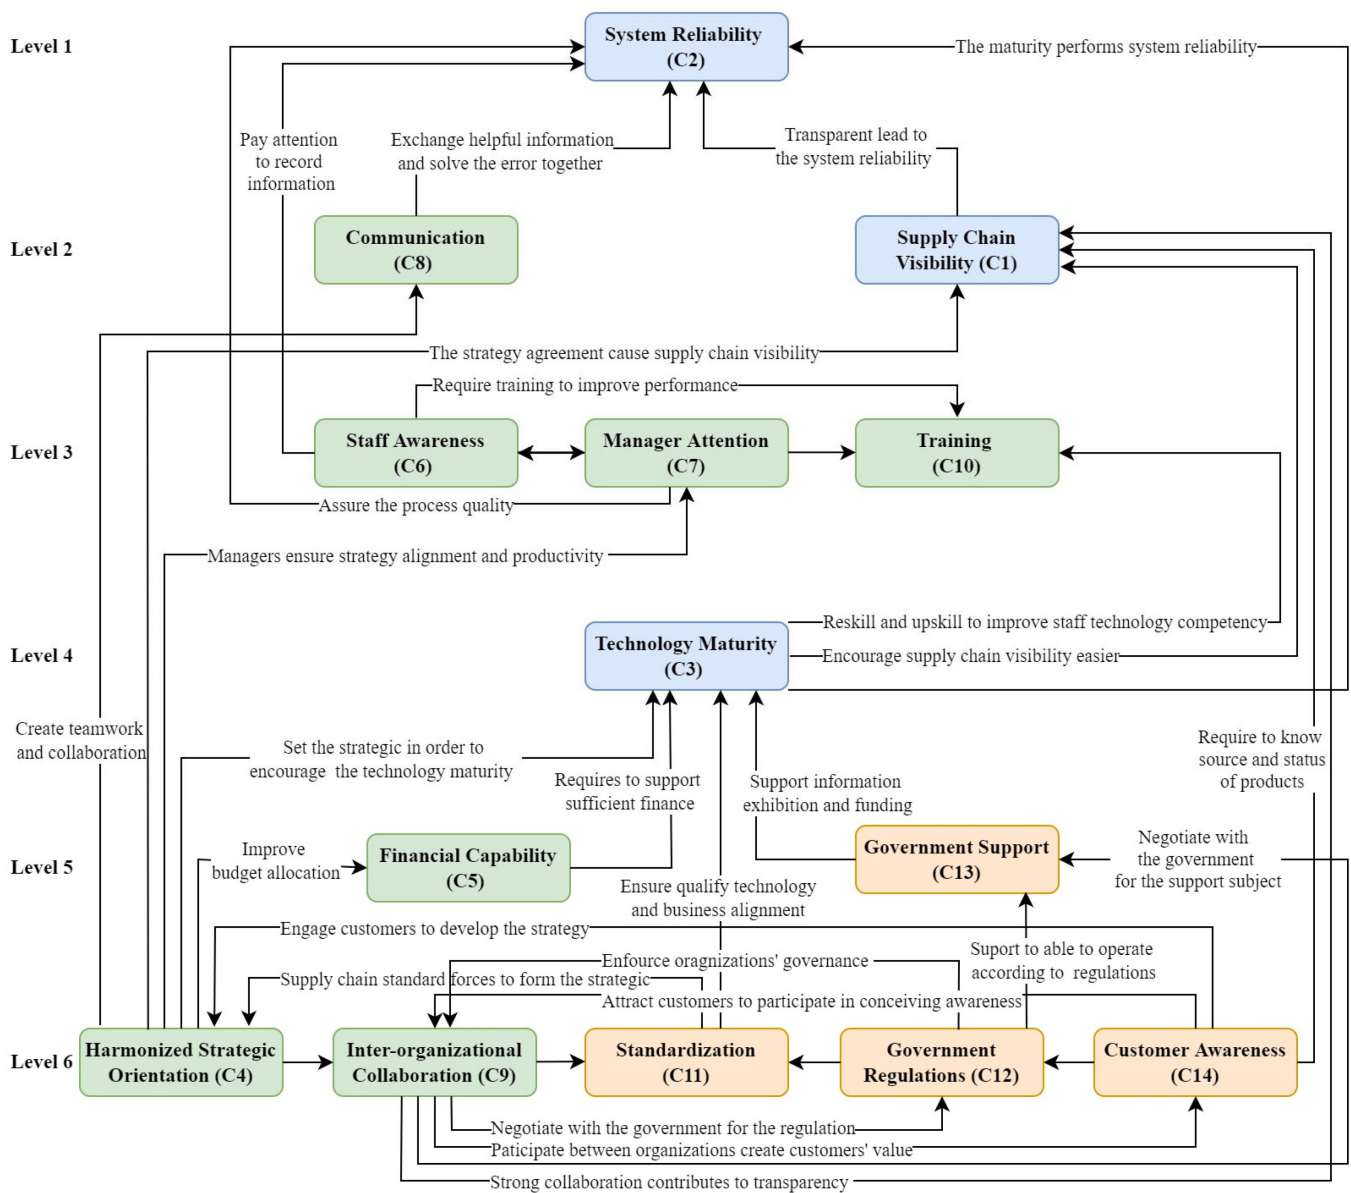 Level 1
System Reliability
(C2)
The maturity performs system reliability
Pay attention
to record
information
Exchange helpful information
and solve the error together
Transparent lead to
the system reliability
Level 2
Communication
(C8)
Supply Chain
Visibility (C1)
The strategy agreement cause supply chain visibility
Require training to improve performance
Level 3
Staff Awareness
(C6)
Manager Attention
(C7)
Training
(C10)
Assure the process quality
Managers ensure strategy alignment and productivity
Level 4
Technology Maturity
(C3)
Reskill and upskill to improve staff technology competency
Encourage supply chain visibility easier
Create teamwork
and collaboration
Set the strategic in order to
encourage the technology maturity
Requires to support
sufficient finance
Support information
exhibition and funding
Require to know
source and status
of products
Level 5
Improve
budget allocation
Financial Capability
(C5)
Government Support
(C13)
Negotiate with
the government
for the support subject
Ensure qualify technology
and business alignment
Engage customers to develop the strategy
Enfource oragnizations' governance
Suport to able to operate
according to regulations
Supply chain standard forces to form the strategic
Attract customers to participate in conceiving awareness
Level 6
Harmonized Strategic
Orientation (C4)
Inter-organizational
Collaboration (C9)
Standardization
(C11)
Government
Regulations (C12)
Customer Awareness
(C14)
Negotiate with the government for the regulation
Paticipate between organizations create customers' value
Strong collaboration contributes to transparency